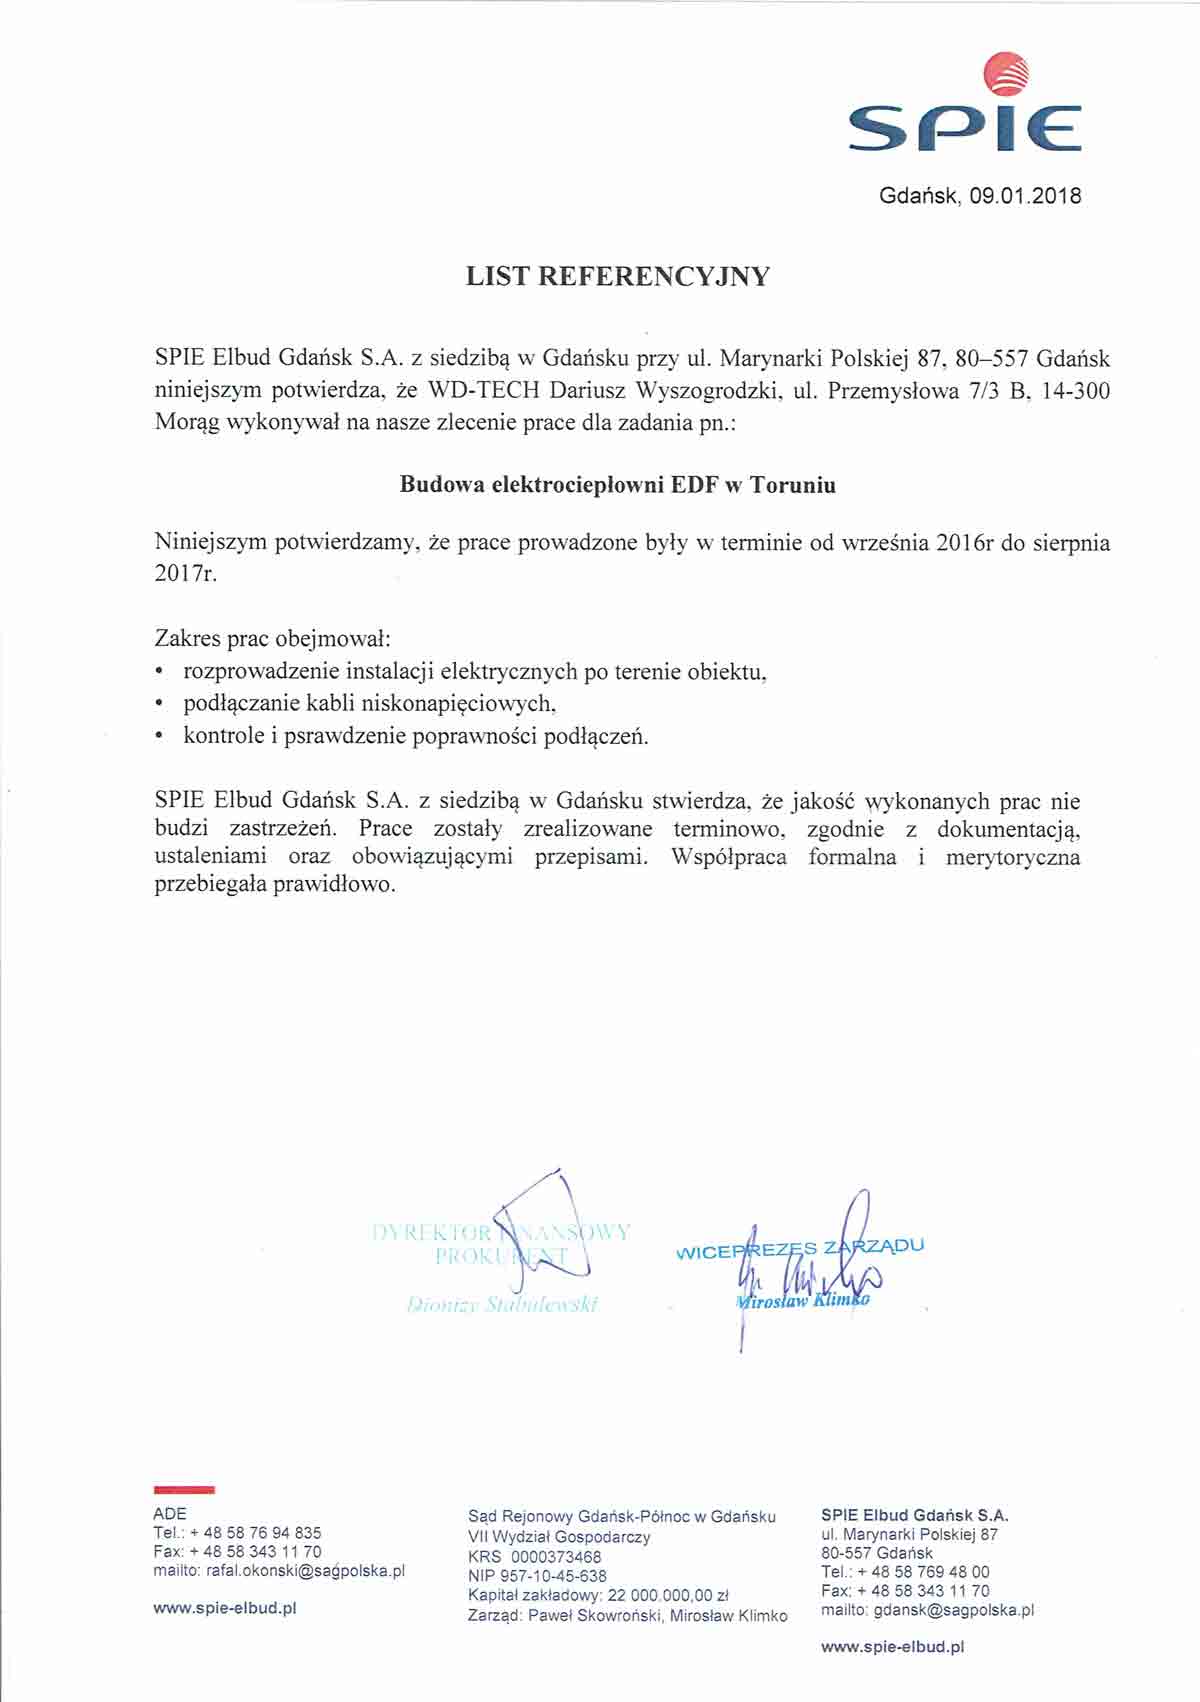 SPIE
Gdańsk, 09.01.2018
LIST REFERENCYJNY
SPIE Elbud Gdańsk S.A. z siedzibą w Gdańsku przy ul. Marynarki Polskiej 87, 80–557 Gdańsk
niniejszym potwierdza, że WD-TECH Dariusz Wyszogrodzki, ul. Przemysłowa 7/3 B, 14-300
Morąg wykonywał na nasze zlecenie prace dla zadania pn.:
Budowa elektrociepłowni EDF w Toruniu
Niniejszym potwierdzamy, że prace prowadzone były w terminie od września 2016r do sierpnia
2017r.
Zakres prac obejmował:
• rozprowadzenie instalacji elektrycznych po terenie obiektu,
• podłączanie kabli niskonapięciowych,
• kontrole i psrawdzenie poprawności podłączeń.
SPIE Elbud Gdańsk S.A. z siedzibą w Gdańsku stwierdza, że jakość wykonanych prac nie
budzi zastrzeżeń. Prace zostały zrealizowane terminowo, zgodnie z dokumentacją,
ustaleniami oraz obowiązującymi przepisami. Współpraca formalna i merytoryczna
przebiegała prawidłowo.
DYREKTOR FINANSOWY
PROKURENT
Dionizy Stabulewski
WICEPREZES ZARZĄDU
Mirosław Klimko
ADE
Tel.: + 48 58 76 94 835
Fax: + 48 58 343 11 70
mailto: rafal.okonski@sagpolska.pl
www.spie-elbud.pl
Sąd Rejonowy Gdańsk-Północ w Gdańsku
VII Wydział Gospodarczy
KRS 0000373468
NIP 957-10-45-638
Kapitał zakładowy: 22 000.000,00 zł
Zarząd: Paweł Skowroński, Mirosław Klimko
SPIE Elbud Gdańsk S.A.
ul. Marynarki Polskiej 87
80-557 Gdańsk
Tel.: + 48 58 769 48 00
Fax: + 48 58 343 11 70
mailto: gdansk@sagpolska.pl
www.spie-elbud.pl